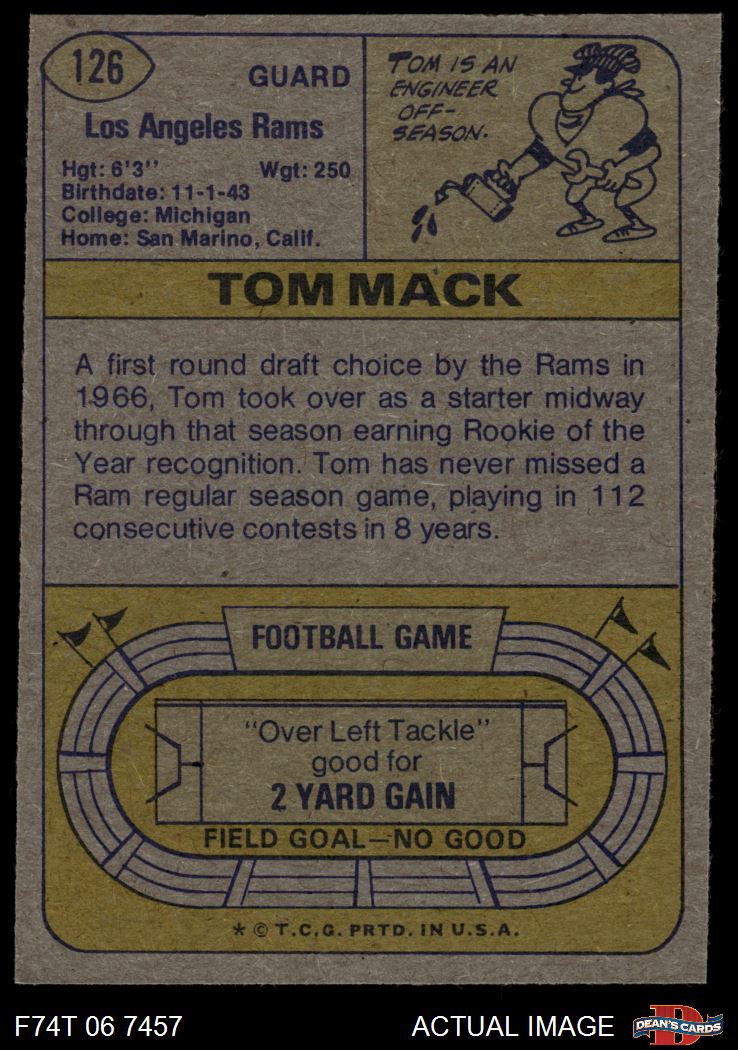 126
GUARD
Los Angeles Rams
Hgt: 6'3" Wgt: 250
Birthdate: 11-1-43
College: Michigan
Home: San Marino, Calif.
TOM IS AN
ENGINEER
OFF-
SEASON.
TOM MACK
A first round draft choice by the Rams in
1966, Tom took over as a starter midway
through that season earning Rookie of the
Year recognition. Tom has never missed a
Ram regular season game, playing in 112
consecutive contests in 8 years.
FOOTBALL GAME
"Over Left Tackle"
good for
2 YARD GAIN
FIELD GOAL—NO GOOD
* © T.C.G. PRTD. IN U.S.A.
F74T 06 7457 ACTUAL IMAGE
D
DEAN'S CARDS